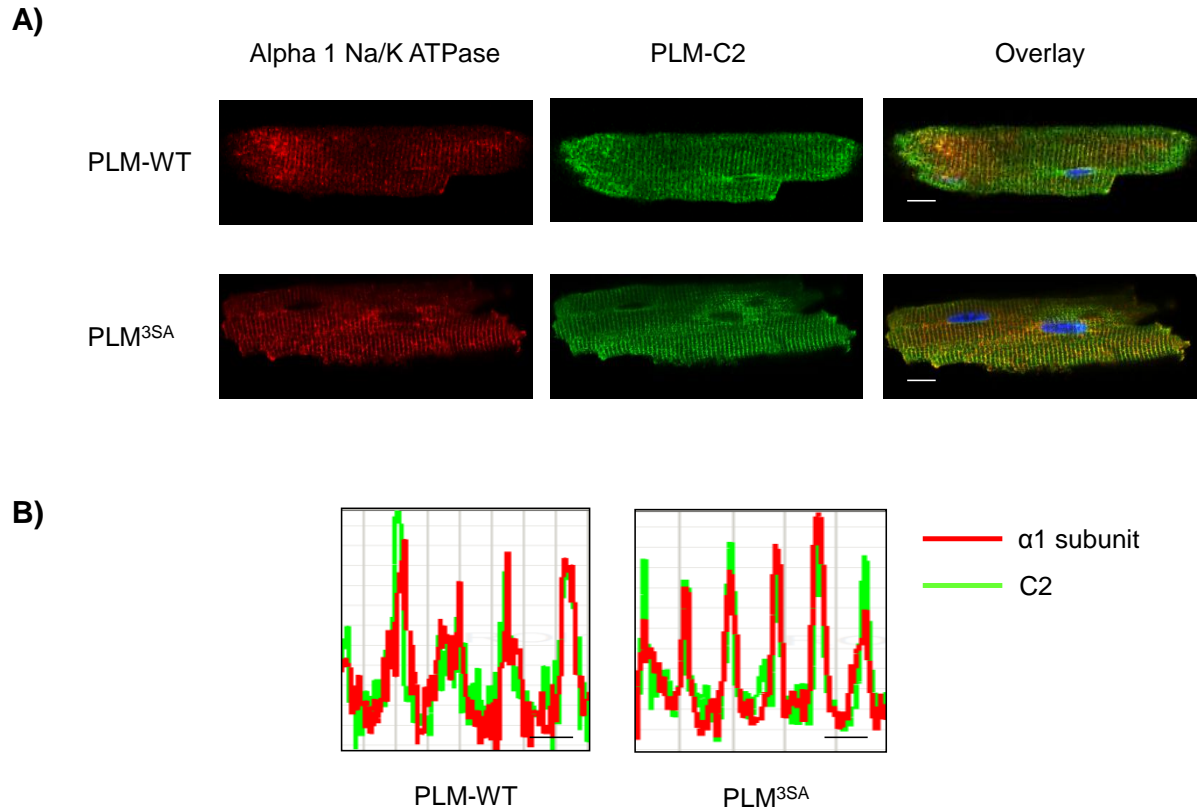 A)
Alpha 1 Na/K ATPase PLM-C2 Overlay
PLM-WT
PLM3SA
B)
α1 subunit
C2
PLM-WT PLM3SA